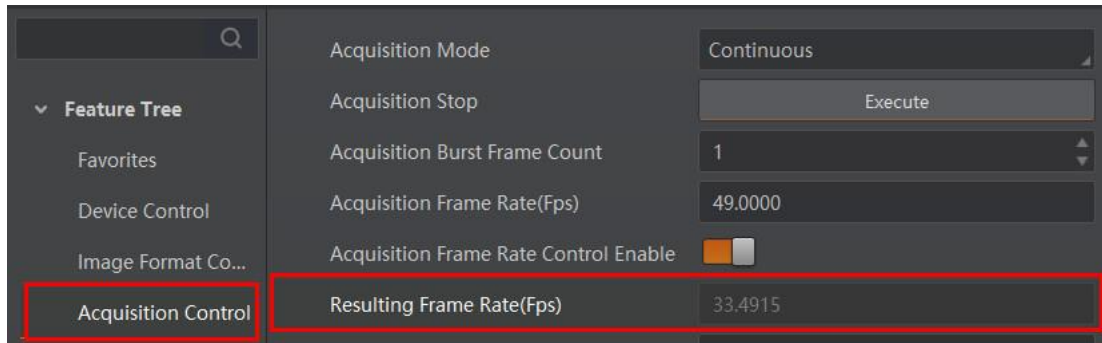 Acquisition Mode Continuous
Acquisition Stop Execute
Feature Tree
Acquisition Burst Frame Count 1
Favorites
Acquisition Frame Rate(Fps) 49.0000
Device Control
Acquisition Frame Rate Control Enable
Image Format Co...
Resulting Frame Rate(Fps) 33.4915
Acquisition Control